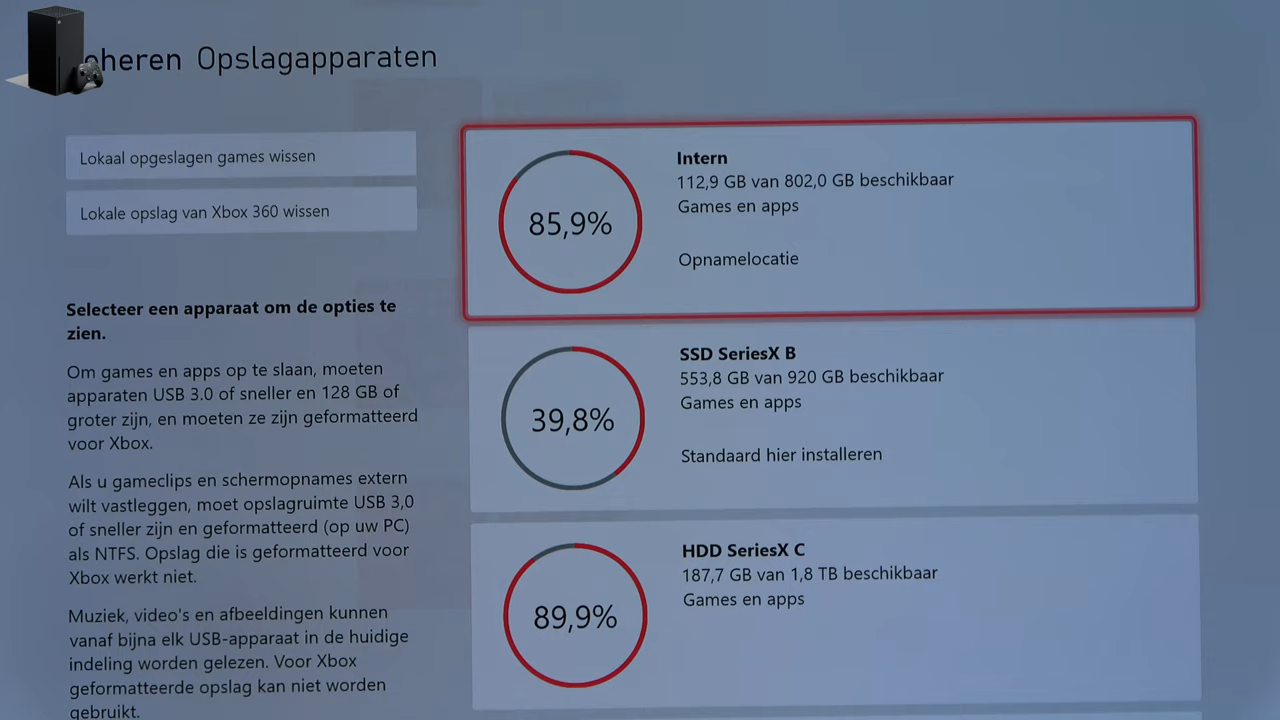 oheren Opslagapparaten
Lokaal opgeslagen games wissen
Lokale opslag van Xbox 360 wissen
Selecteer een apparaat om de opties te
zien.
Om games en apps op te slaan, moeten
apparaten USB 3.0 of sneller en 128 GB of
groter zijn, en moeten ze zijn geformatteerd
voor Xbox.
Als u gameclips en schermopnames extern
wilt vastleggen, moet opslagruimte USB 3,0
of sneller zijn en geformatteerd (op uw PC)
als NTFS. Opslag die is geformatteerd voor
Xbox werkt niet.
Muziek, video's en afbeeldingen kunnen
vanaf bijna elk USB-apparaat in de huidige
indeling worden gelezen. Voor Xbox
geformatteerde opslag kan niet worden
gebruikt.
85,9%
Intern
112,9 GB van 802,0 GB beschikbaar
Games en apps
Opnamelocatie
39,8%
SSD SeriesX B
553,8 GB van 920 GB beschikbaar
Games en apps
Standaard hier installeren
89,9%
HDD SeriesX C
187,7 GB van 1,8 TB beschikbaar
Games en apps